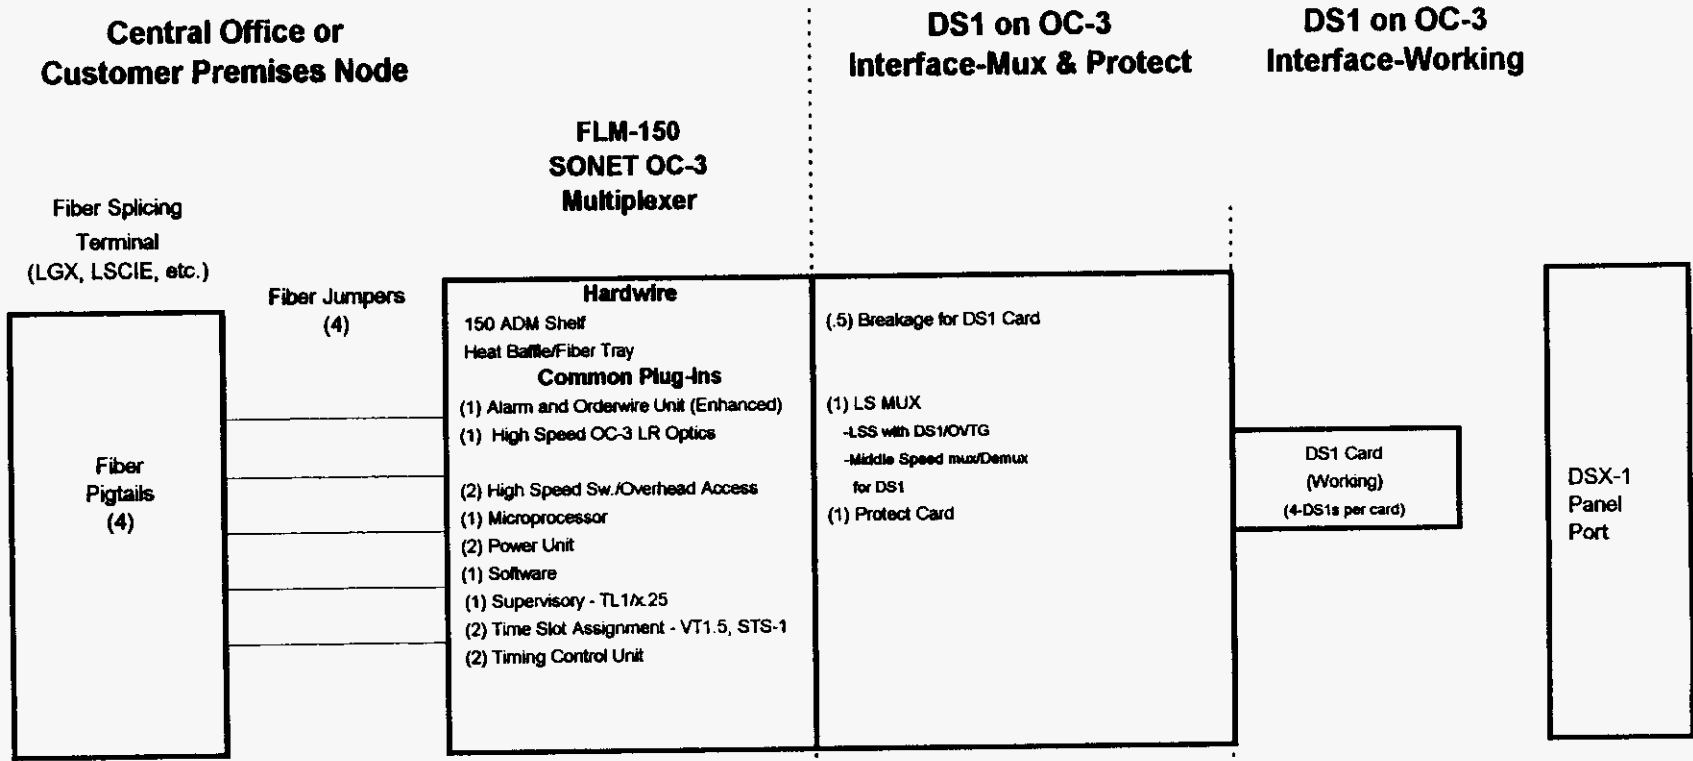 Central Office or
Customer Premises Node
DS1 on OC-3
Interface-Mux & Protect
DS1 on OC-3
Interface-Working
FLM-150
SONET OC-3
Multiplexer
Fiber Splicing
Terminal
(LGX, LSCIE, etc.)
Fiber Jumpers
(4)
Fiber
Pigtails
(4)
Hardwire
150 ADM Shelf
Heat Baffle/Fiber Tray
Common Plug-Ins
(1) Alarm and Orderwire Unit (Enhanced)
(1) High Speed OC-3 LR Optics
(2) High Speed Sw./Overhead Access
(1) Microprocessor
(2) Power Unit
(1) Software
(1) Supervisory - TL1/x.25
(2) Time Slot Assignment - VT1.5, STS-1
(2) Timing Control Unit
(.5) Breakage for DS1 Card
(1) LS MUX
-LSS with DS1/OVTG
-Middle Speed mux/Demux
for DS1
(1) Protect Card
DS1 Card
(Working)
(4-DS1s per card)
DSX-1
Panel
Port